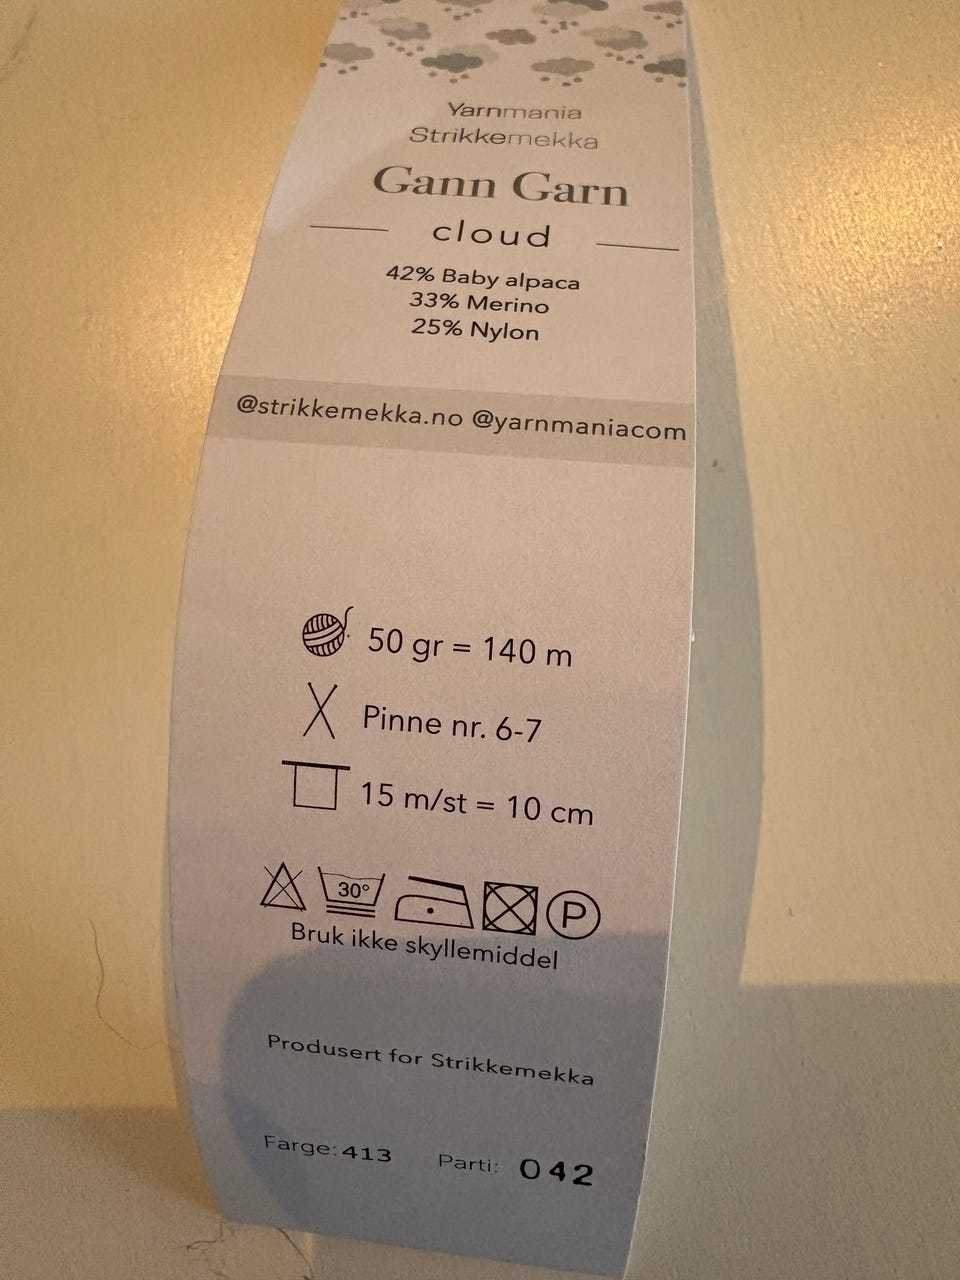 Yarnmania
Strikkemekka
Gann Garn
cloud
42% Baby alpaca
33% Merino
25% Nylon
@strikkemekka.no @yarnmaniacom
50 gr = 140 m
Pinne nr. 6-7
15 m/st = 10 cm
30° P
Bruk ikke skyllemiddel
Produsert for Strikkemekka
Farge: 413 Parti: 042